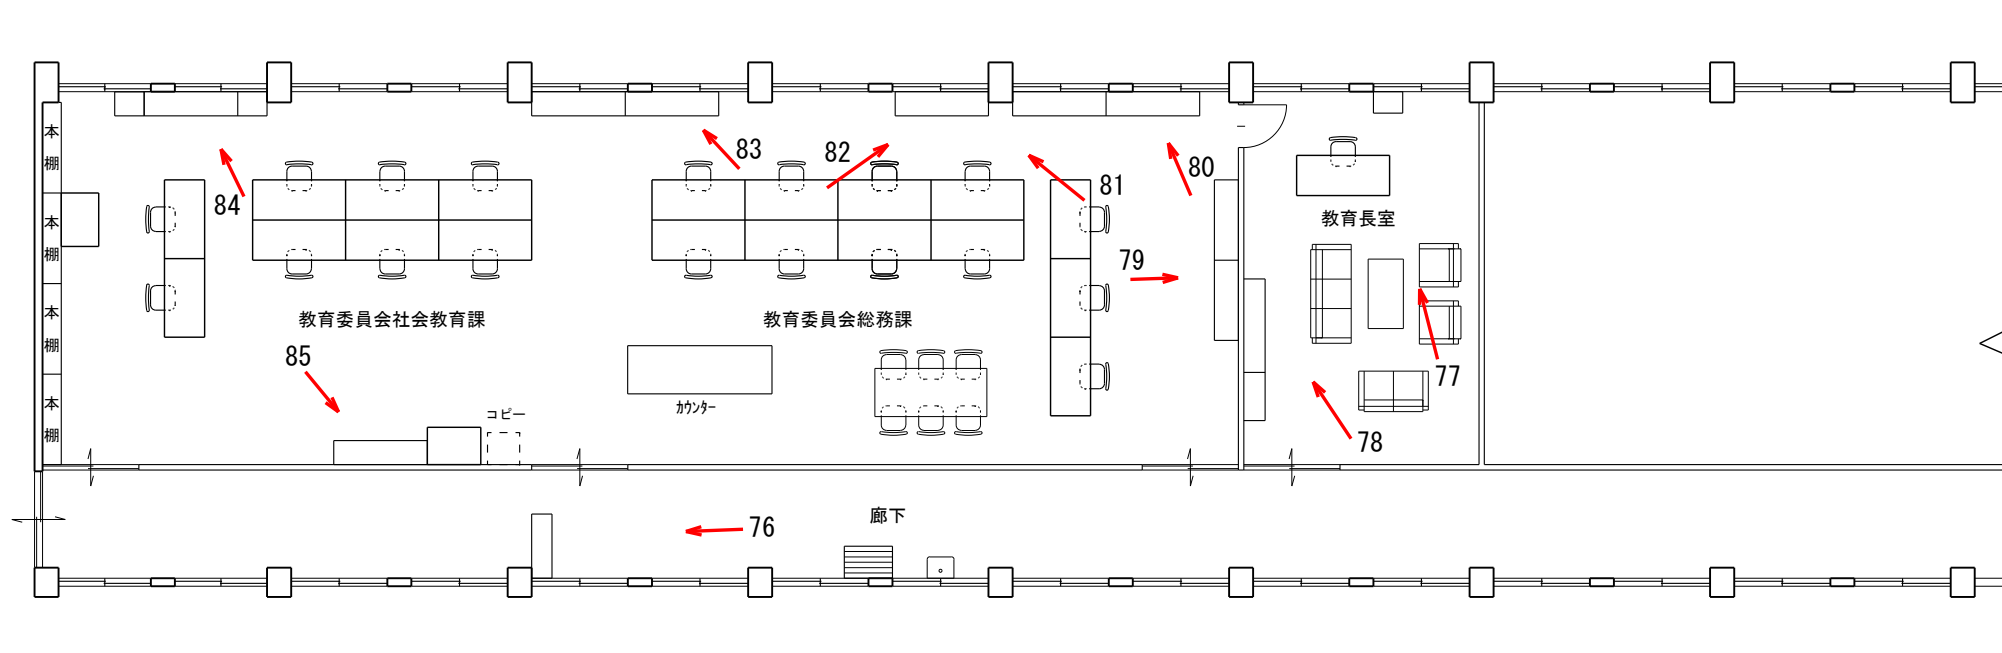 本棚
本棚
本棚
本棚
84
83
82
81
80
教育長室
79
教育委員会社会教育課
教育委員会総務課
85
77
カウンター
コピー
78
廊下
76